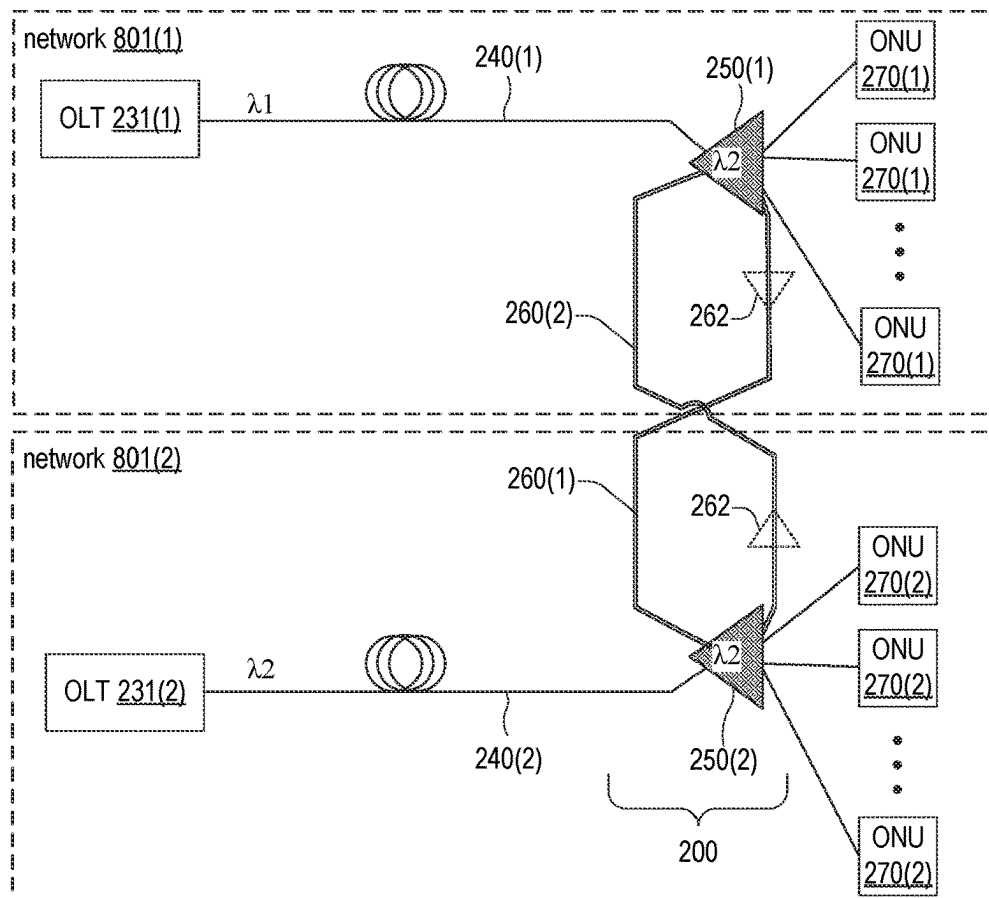 network 801(1)
OLT 231(1)
λ1
240(1)
250(1)
λ2
ONU
270(1)
ONU
270(1)
ONU
270(1)
260(2)
262
network 801(2)
260(1)
262
OLT 231(2)
λ2
240(2)
λ2
250(2)
200
ONU
270(2)
ONU
270(2)
ONU
270(2)